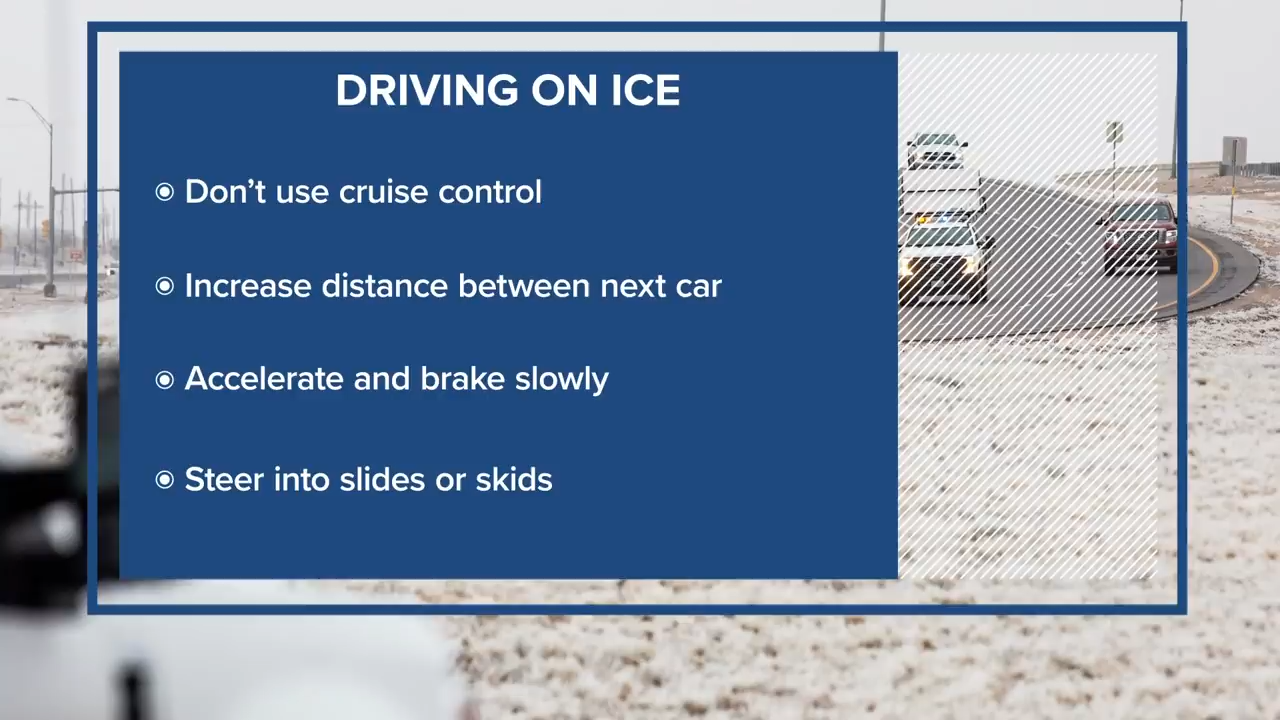 DRIVING ON ICE
Don't use cruise control
Increase distance between next car
Accelerate and brake slowly
Steer into slides or skids